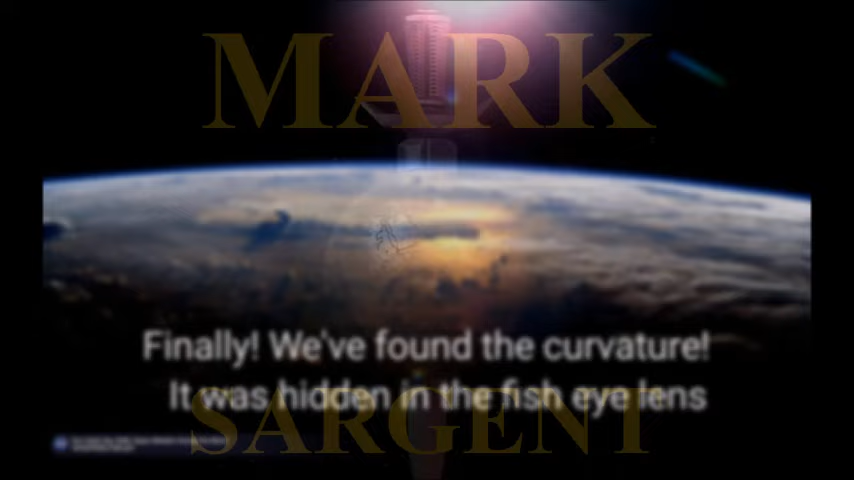 MARK
Finally! We've found the curvature!
It was hidden in the fish eye lens
SARGENT